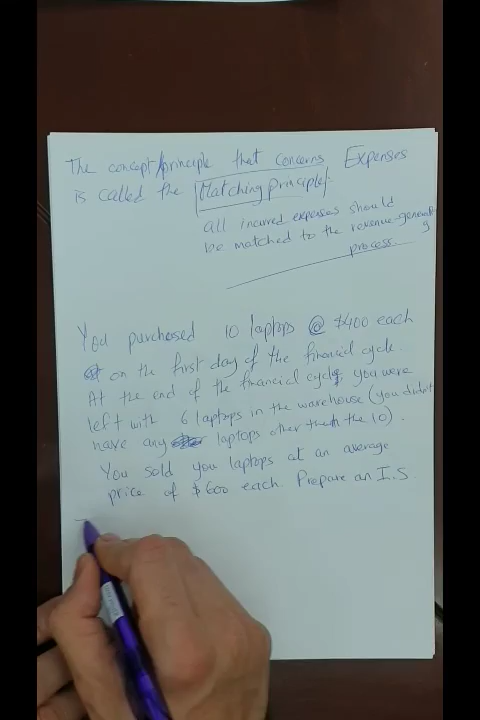 The concept/principle that concerns Expenses
is called the Matching principle
all incurred expenses should
be matched to the revenue-generating
process.
You purchased 10 laptops @ $400 each
on the first day of the financial cycle.
At the end of the financial cycle, you were
left with 6 laptops in the warehouse (you didn't
have any laptops other than the 10).
You sold you laptops at an average
price of $600 each. Prepare an I.S.